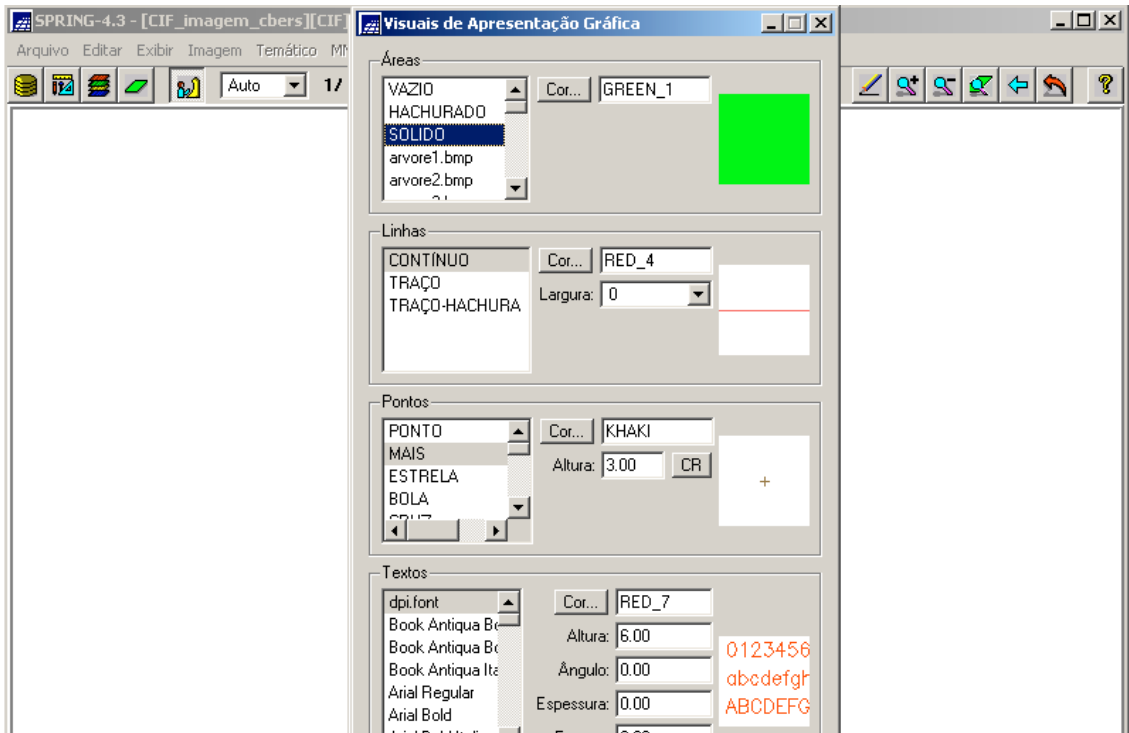 SPRING-4.3 - [CIF_imagem_cbers][CIF]
Visuais de Apresentação Gráfica
Arquivo Editar Exibir Imagem Temático
Auto 1/
?
Áreas
VAZIO
HACHURADO
SOLIDO
arvore1.bmp
arvore2.bmp
Cor... GREEN_1
Linhas
CONTÍNUO
TRAÇO
TRAÇO-HACHURA
Cor... RED_4
Largura: 0
Pontos
PONTO
MAIS
ESTRELA
BOLA
Cor... KHAKI
Altura: 3.00 CR
Textos
dpi.font
Book Antiqua Bo
Book Antiqua Bo
Book Antiqua Ita
Arial Regular
Arial Bold
Cor... RED_7
Altura: 6.00
Ângulo: 0.00
Espessura: 0.00
0123456
abcdefgh
ABCDEFG